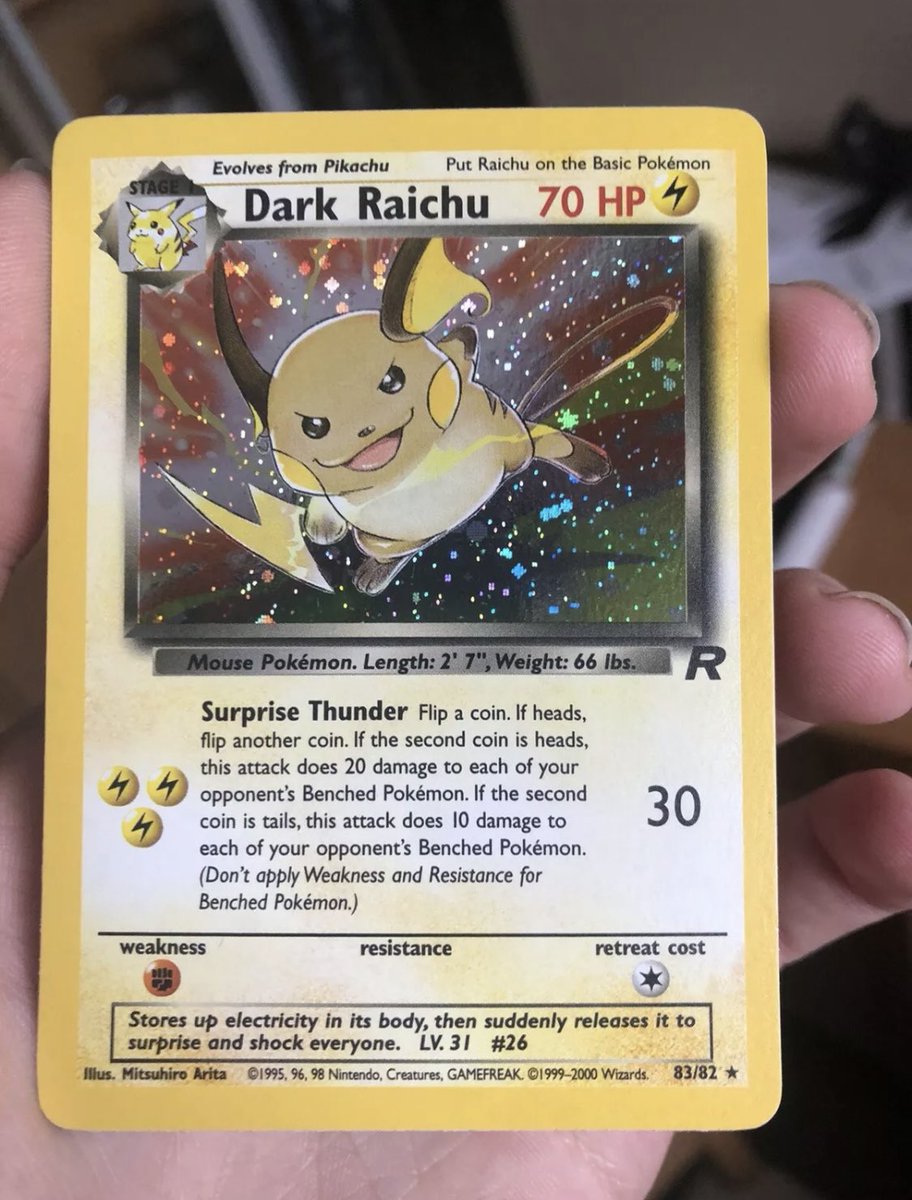 Evolves from Pikachu
Put Raichu on the Basic Pokémon
STAGE 1
Dark Raichu
70 HP
Mouse Pokémon. Length: 2' 7", Weight: 66 lbs.
R
Surprise Thunder Flip a coin. If heads,
flip another coin. If the second coin is heads,
this attack does 20 damage to each of your
opponent's Benched Pokémon. If the second
coin is tails, this attack does 10 damage to
each of your opponent's Benched Pokémon.
(Don't apply Weakness and Resistance for
Benched Pokémon.)
30
weakness
resistance
retreat cost
Stores up electricity in its body, then suddenly releases it to
surprise and shock everyone. LV. 31 #26
Illus. Mitsuhiro Arita ©1995, 96, 98 Nintendo, Creatures, GAMEFREAK. ©1999–2000 Wizards. 83/82 ★